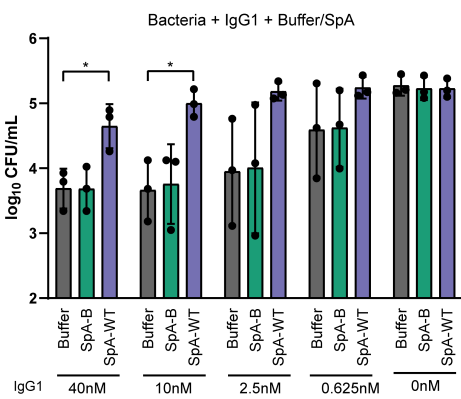 Bacteria + IgG1 + Buffer/SpA
log10 CFU/mL
6
5
4
3
2
* *
Buffer SpA-B SpA-WT Buffer SpA-B SpA-WT Buffer SpA-B SpA-WT Buffer SpA-B SpA-WT Buffer SpA-B SpA-WT
IgG1 40nM 10nM 2.5nM 0.625nM 0nM